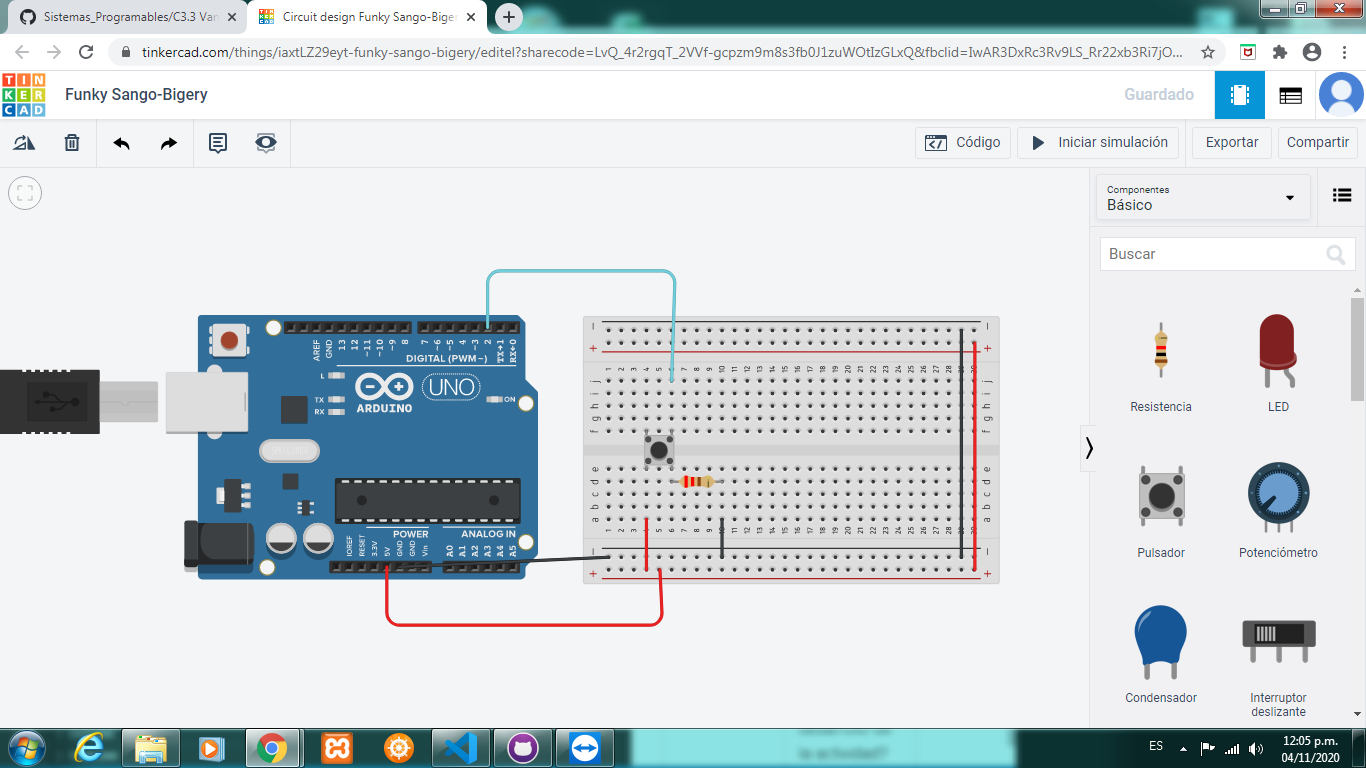 Sistemas_Programables/C3.3 Var
Circuit design Funky Sango-Biger
tinkercad.com/things/iaxtLZ29eyt-funky-sango-bigery/editel?sharecode=LvQ_4r2rgqT_2VVf-gcpzm9m8s3fb0J1zuWOtIzGLxQ&fbclid=IwAR3DxRc3Rv9LS_Rr22xb3Ri7jO...
TIN
KER
CAD
Funky Sango-Bigery
Guardado
Código
Iniciar simulación
Exportar
Compartir
Componentes
Básico
Buscar
Resistencia
LED
Pulsador
Potenciómetro
Condensador
Interruptor
deslizante
AREF
GND
13
12
~11
~10
~9
8
7
~6
~5
4
~3
2
TX→1
RX←0
DIGITAL (PWM~)
L
TX
RX
UNO
ARDUINO
ON
POWER
ANALOG IN
IOREF
RESET
3.3V
5V
GND
GND
Vin
A0
A1
A2
A3
A4
A5
j
i
h
g
f
e
d
c
b
a
ES
12:05 p.m.
04/11/2020
la actividad?